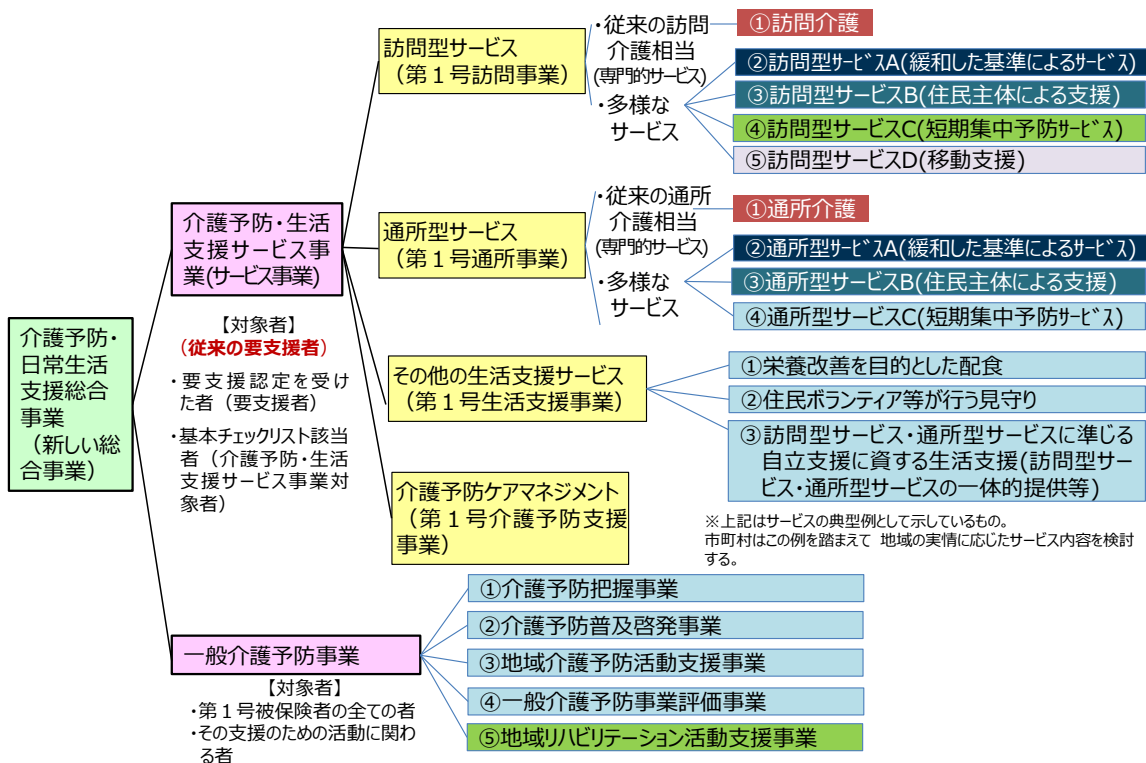 介護予防・
日常生活
支援総合
事業
（新しい総
合事業）
介護予防・生活
支援サービス事
業(サービス事業)
【対象者】
（従来の要支援者）
・要支援認定を受け
た者（要支援者）
・基本チェックリスト該当
者（介護予防・生活
支援サービス事業対
象者）
訪問型サービス
（第１号訪問事業）
・従来の訪問
介護相当
(専門的サービス)
・多様な
サービス
①訪問介護
②訪問型ｻｰﾋﾞｽA(緩和した基準によるサービス)
③訪問型サービスB(住民主体による支援)
④訪問型サービスC(短期集中予防ｻｰﾋﾞｽ)
⑤訪問型サービスD(移動支援)
通所型サービス
（第１号通所事業）
・従来の通所
介護相当
(専門的サービス)
・多様な
サービス
①通所介護
②通所型ｻｰﾋﾞｽA(緩和した基準によるサービス)
③通所型サービスB(住民主体による支援)
④通所型サービスC(短期集中予防ｻｰﾋﾞｽ)
その他の生活支援サービス
（第１号生活支援事業）
①栄養改善を目的とした配食
②住民ボランティア等が行う見守り
③訪問型サービス・通所型サービスに準じる
自立支援に資する生活支援(訪問型サー
ビス・通所型サービスの一体的提供等)
介護予防ケアマネジメント
（第１号介護予防支援
事業）
※上記はサービスの典型例として示しているもの。
市町村はこの例を踏まえて 地域の実情に応じたサービス内容を検討
する。
一般介護予防事業
【対象者】
・第１号被保険者の全ての者
・その支援のための活動に関わ
る者
①介護予防把握事業
②介護予防普及啓発事業
③地域介護予防活動支援事業
④一般介護予防事業評価事業
⑤地域リハビリテーション活動支援事業